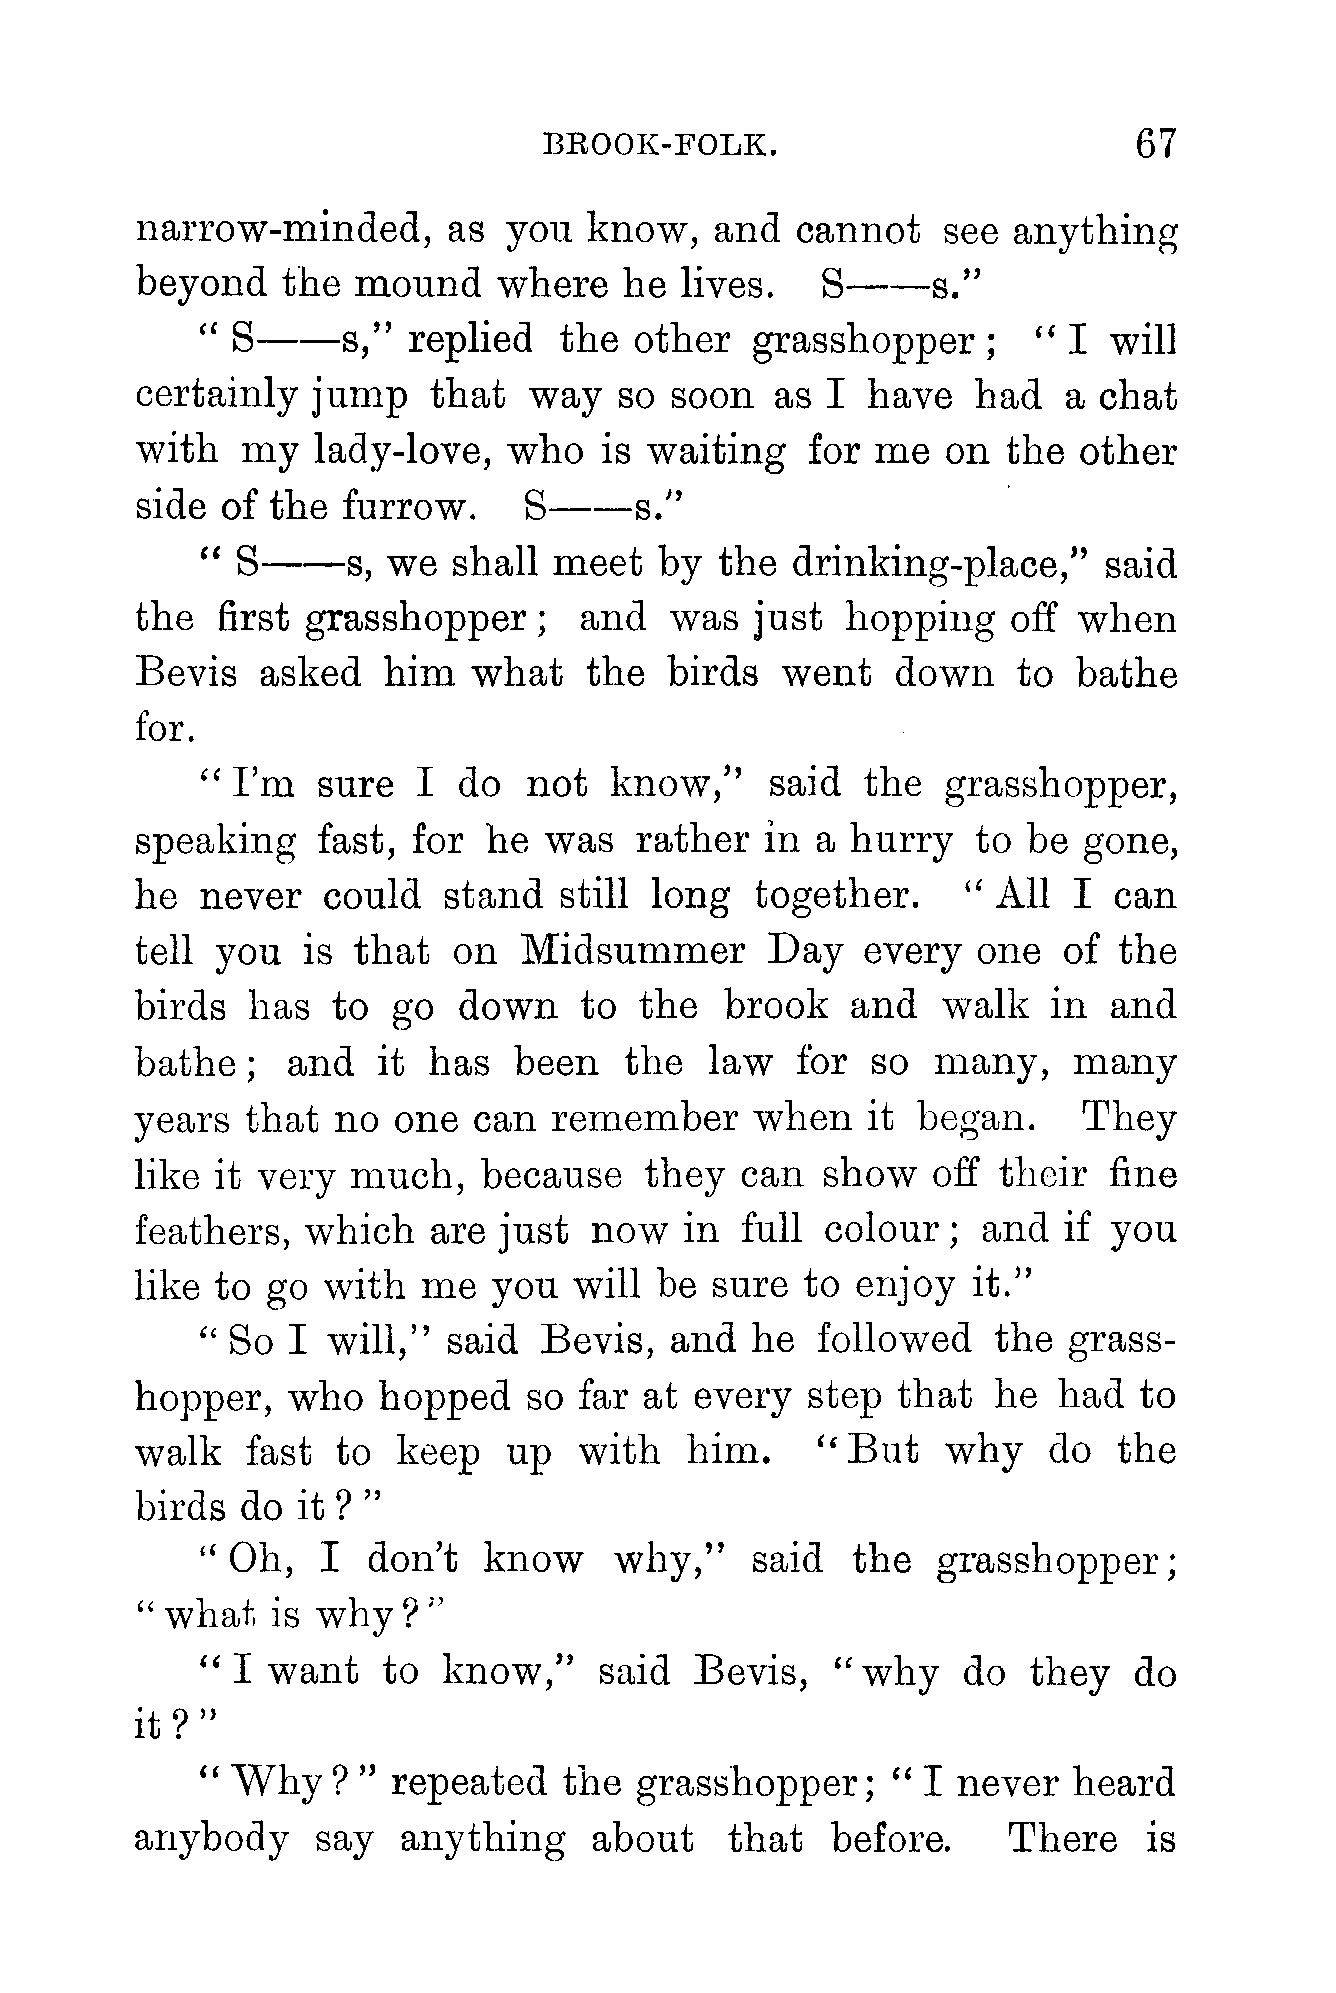 BROOK-FOLK. 67
narrow-minded, as you know, and cannot see anything
beyond the mound where he lives. S——s.”
“ S——s,” replied the other grasshopper ; “ I will
certainly jump that way so soon as I have had a chat
with my lady-love, who is waiting for me on the other
side of the furrow. S——s.”
“ S——s, we shall meet by the drinking-place,” said
the first grasshopper ; and was just hopping off when
Bevis asked him what the birds went down to bathe
for.
“ I’m sure I do not know,” said the grasshopper,
speaking fast, for he was rather in a hurry to be gone,
he never could stand still long together. “ All I can
tell you is that on Midsummer Day every one of the
birds has to go down to the brook and walk in and
bathe ; and it has been the law for so many, many
years that no one can remember when it began. They
like it very much, because they can show off their fine
feathers, which are just now in full colour ; and if you
like to go with me you will be sure to enjoy it.”
“ So I will,” said Bevis, and he followed the grass-
hopper, who hopped so far at every step that he had to
walk fast to keep up with him. “ But why do the
birds do it ? ”
“ Oh, I don’t know why,” said the grasshopper ;
“ what is why ? ”
“ I want to know,” said Bevis, “ why do they do
it ? ”
“ Why ? ” repeated the grasshopper ; “ I never heard
anybody say anything about that before. There is